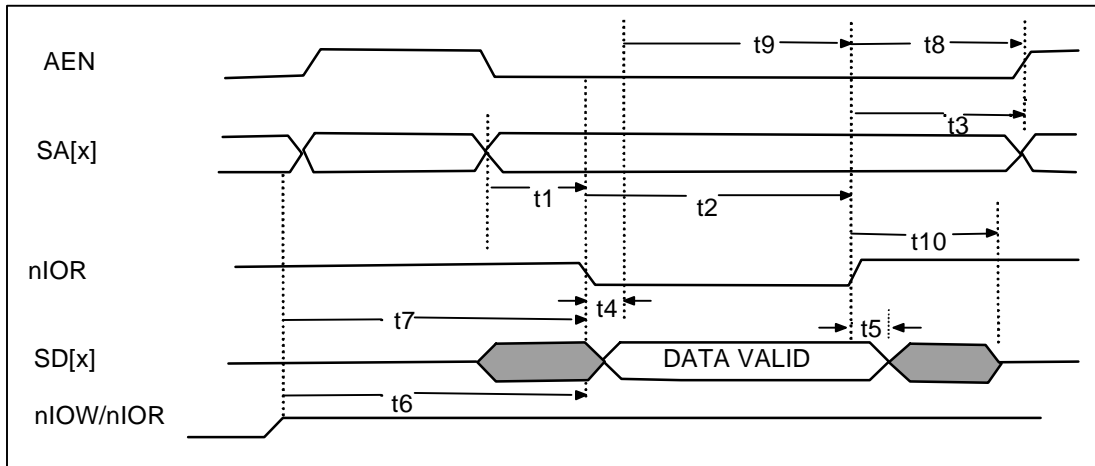 AEN
t9
t8
t3
SA[x]
t1
t2
t10
nIOR
t4
t7
t5
SD[x]
DATA VALID
t6
nIOW/nIOR